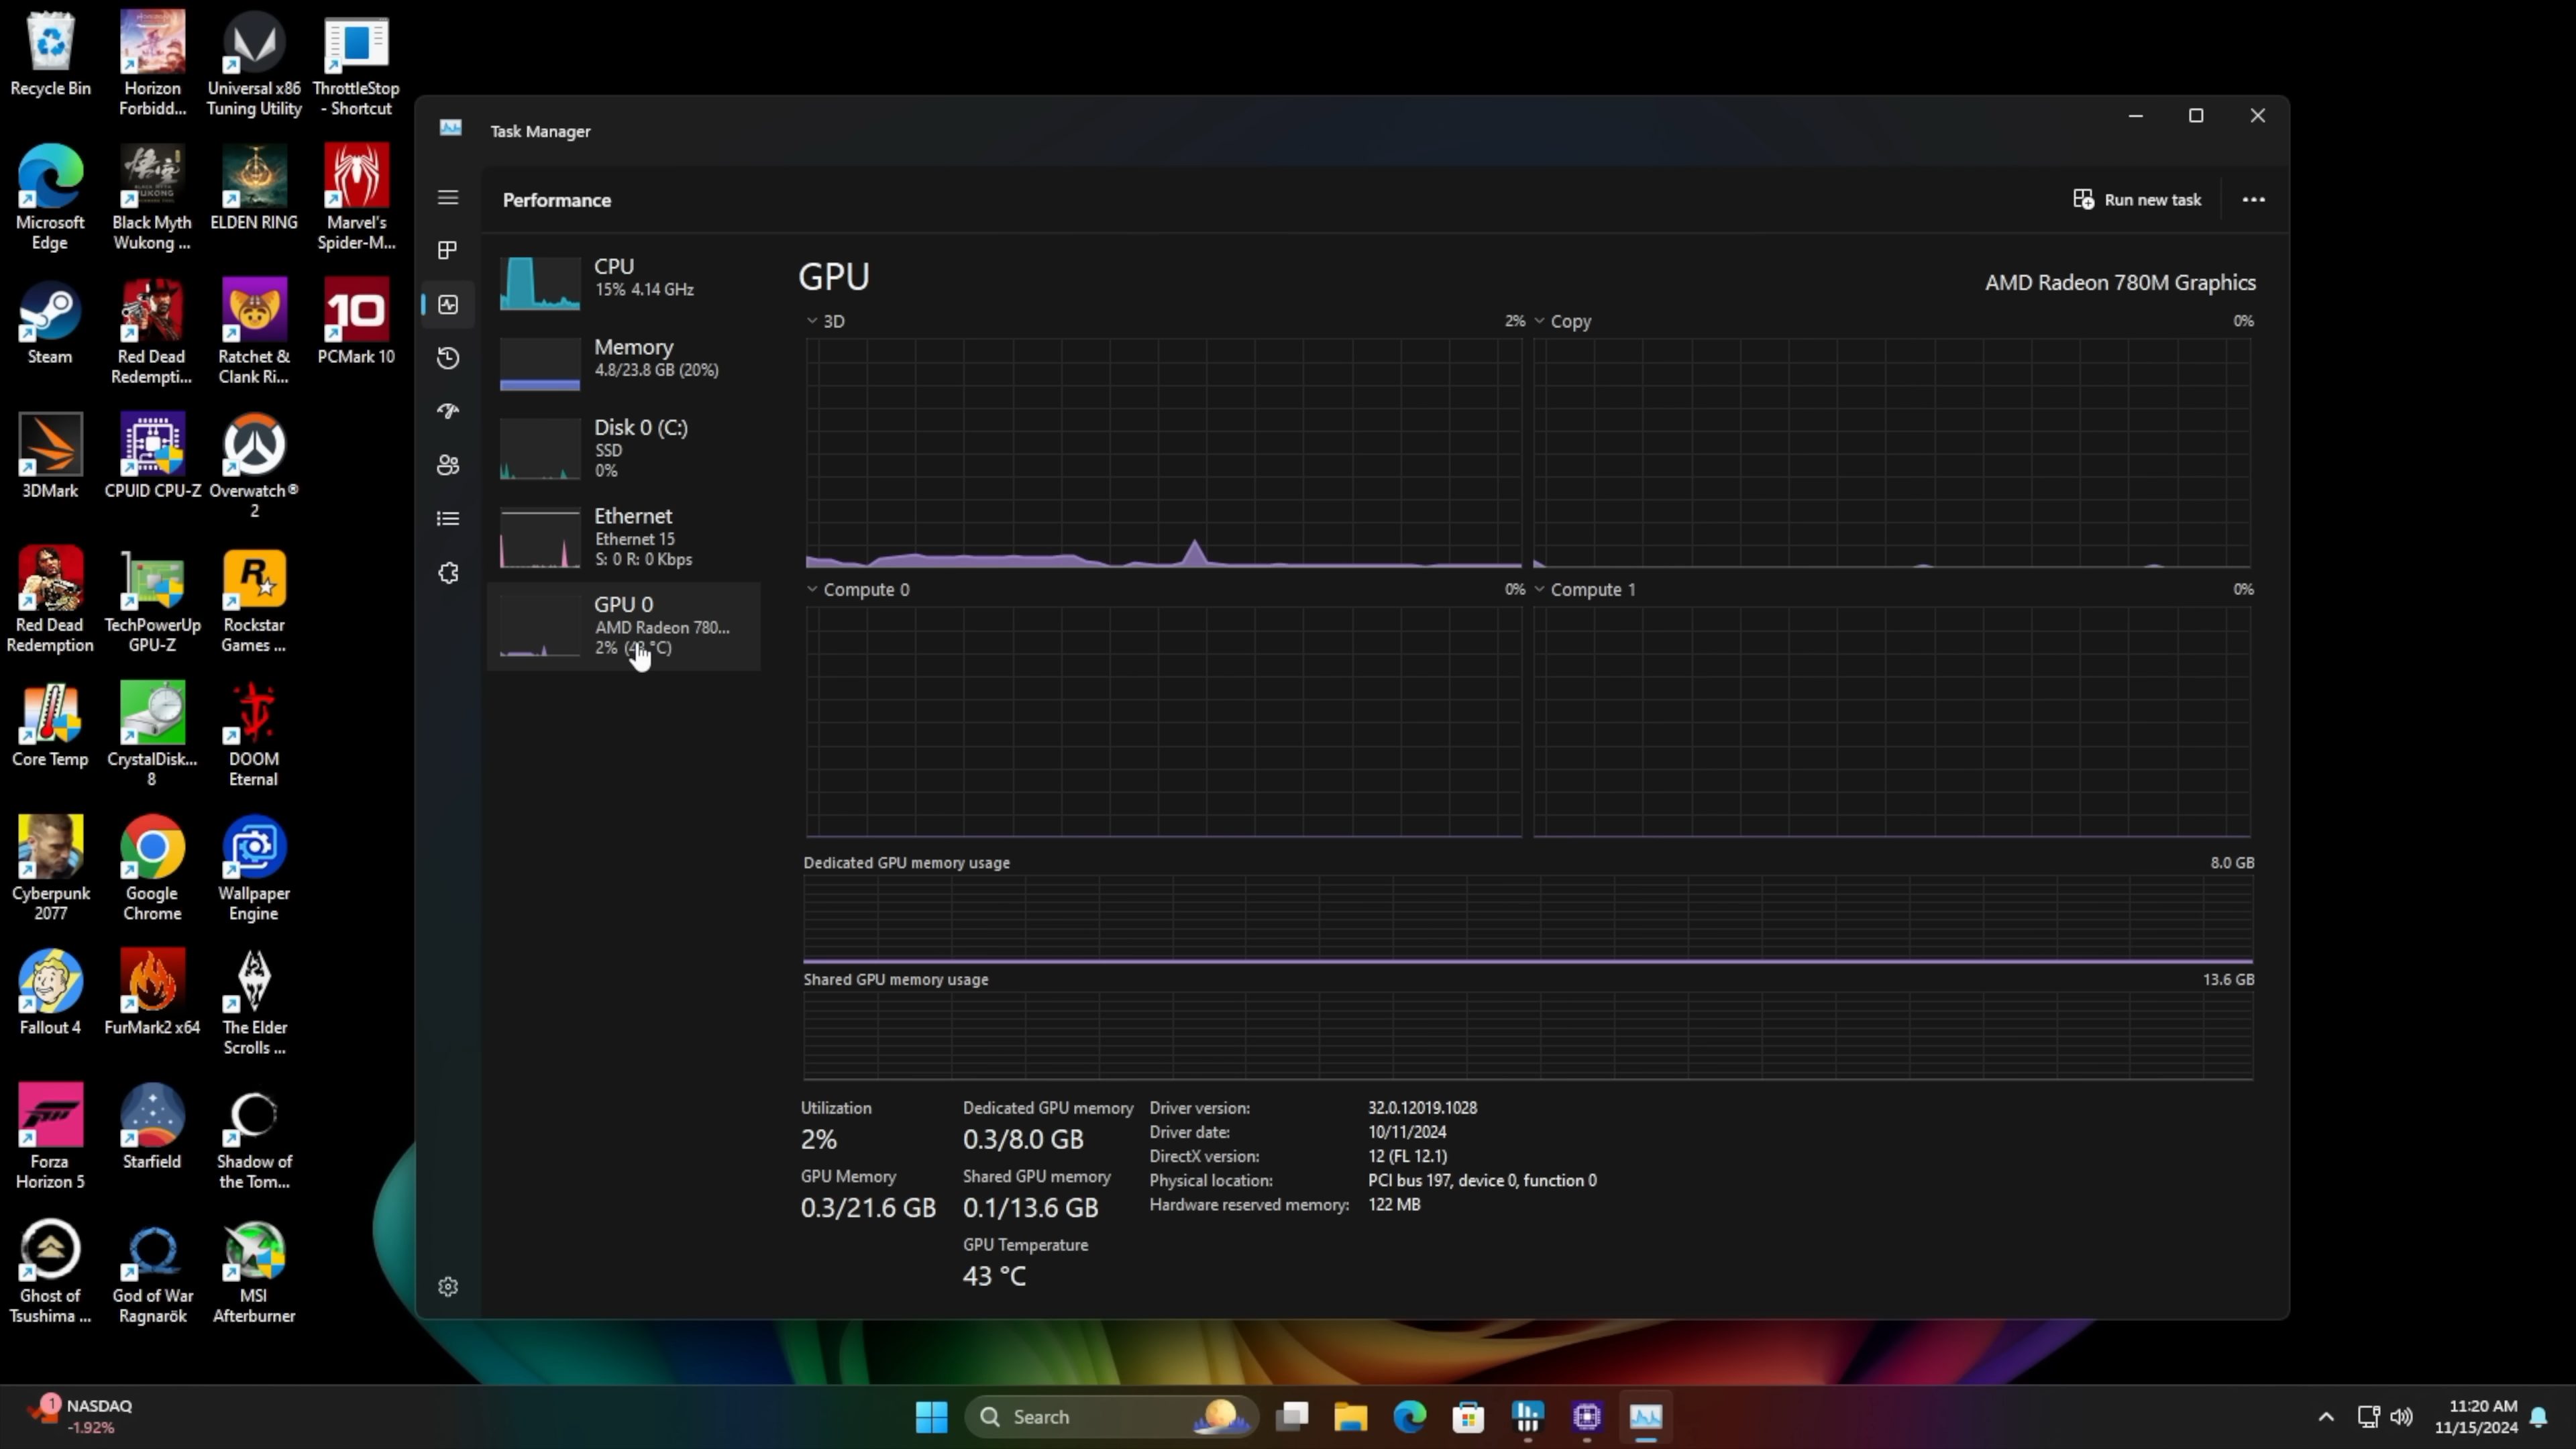 Recycle Bin
Horizon
Forbidd...
Universal x86
Tuning Utility
ThrottleStop
- Shortcut
Microsoft
Edge
Black Myth
Wukong ...
ELDEN RING
Marvel's
Spider-M...
Steam
Red Dead
Redempti...
Ratchet &
Clank Ri...
10
PCMark 10
3DMark
CPUID CPU-Z
Overwatch®
2
Red Dead
Redemption
TechPowerUp
GPU-Z
R
Rockstar
Games ...
Core Temp
CrystalDisk...
8
DOOM
Eternal
Cyberpunk
2077
Google
Chrome
Wallpaper
Engine
Fallout 4
FurMark2 x64
The Elder
Scrolls ...
Forza
Horizon 5
Starfield
Shadow of
the Tom...
Ghost of
Tsushima ...
God of War
Ragnarök
MSI
Afterburner
Task Manager
Performance
Run new task
CPU
15% 4.14 GHz
Memory
4.8/23.8 GB (20%)
Disk 0 (C:)
SSD
0%
Ethernet
Ethernet 15
S: 0 R: 0 Kbps
GPU 0
AMD Radeon 780...
2%
GPU
AMD Radeon 780M Graphics
3D
2%
Copy
0%
Compute 0
0%
Compute 1
0%
Dedicated GPU memory usage
8.0 GB
Shared GPU memory usage
13.6 GB
Utilization
2%
GPU Memory
0.3/21.6 GB
Dedicated GPU memory
0.3/8.0 GB
Shared GPU memory
0.1/13.6 GB
GPU Temperature
43 °C
Driver version:
32.0.12019.1028
Driver date:
10/11/2024
DirectX version:
12 (FL 12.1)
Physical location:
PCI bus 197, device 0, function 0
Hardware reserved memory:
122 MB
1
NASDAQ
-1.92%
Search
11:20 AM
11/15/2024